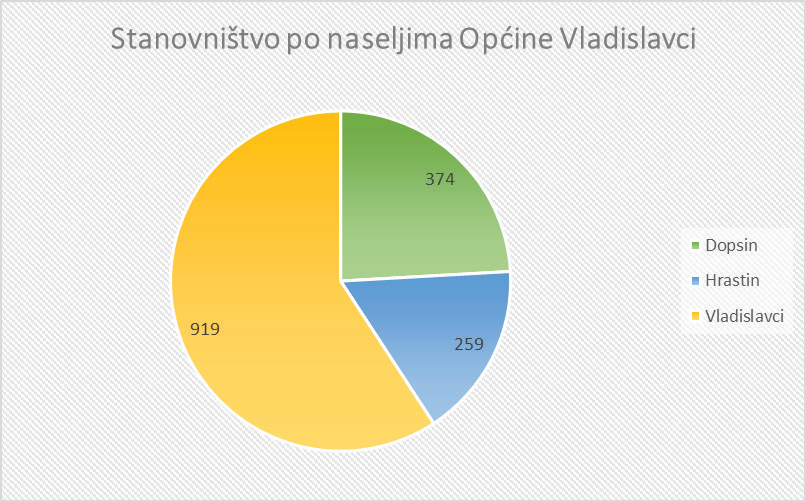 Stanovništvo po naseljima Općine Vladislavci
374
259
919
Dopsin
Hrastin
Vladislavci